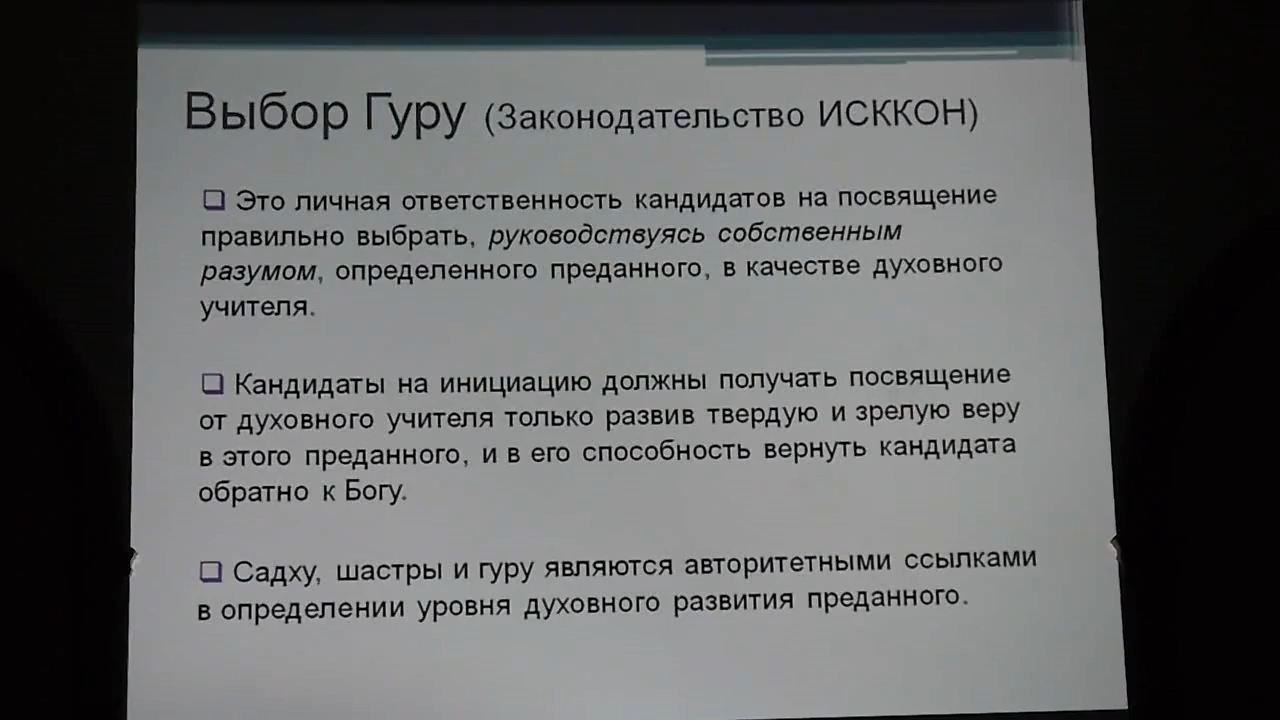 Выбор Гуру (Законодательство ИСККОН)
Это личная ответственность кандидатов на посвящение
правильно выбрать, руководствуясь собственным
разумом, определенного преданного, в качестве духовного
учителя.
Кандидаты на инициацию должны получать посвящение
от духовного учителя только развив твердую и зрелую веру
в этого преданного, и в его способность вернуть кандидата
обратно к Богу.
Садху, шастры и гуру являются авторитетными ссылками
в определении уровня духовного развития преданного.